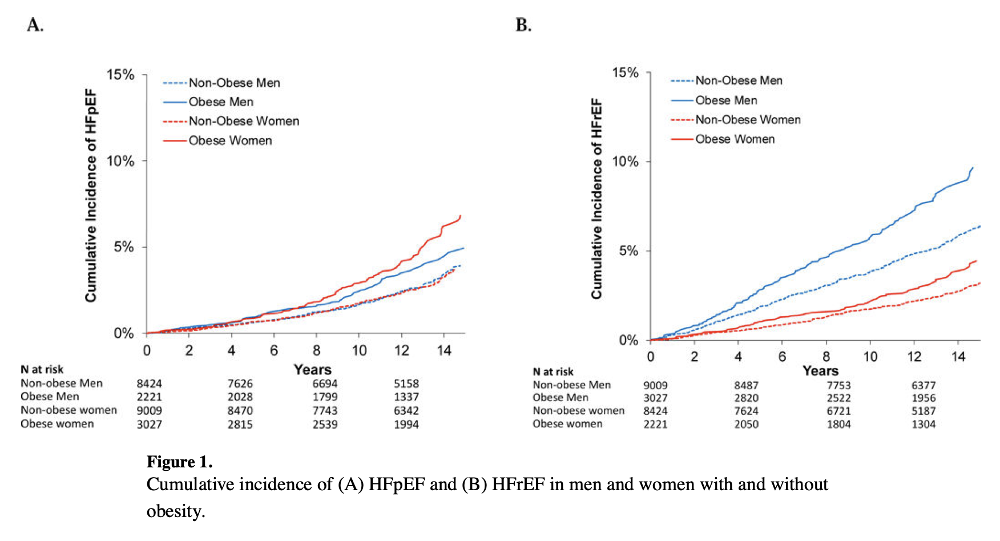 A.
15%
10%
5%
0%
Cumulative Incidence of HFpEF
Non-Obese Men
Obese Men
Non-Obese Women
Obese Women
0 2 4 6 8 10 12 14
Years
N at risk
Non-obese Men 8424 7626 6694 5158
Obese Men 2221 2028 1799 1337
Non-obese women 9009 8470 7743 6342
Obese women 3027 2815 2539 1994
B.
15%
10%
5%
0%
Cumulative Incidence of HFrEF
Non-Obese Men
Obese Men
Non-Obese Women
Obese Women
0 2 4 6 8 10 12 14
Years
N at risk
Non-obese Men 9009 8487 7753 6377
Obese Men 3027 2820 2522 1956
Non-obese women 8424 7624 6721 5187
Obese women 2221 2050 1804 1304
Figure 1.
Cumulative incidence of (A) HFpEF and (B) HFrEF in men and women with and without
obesity.